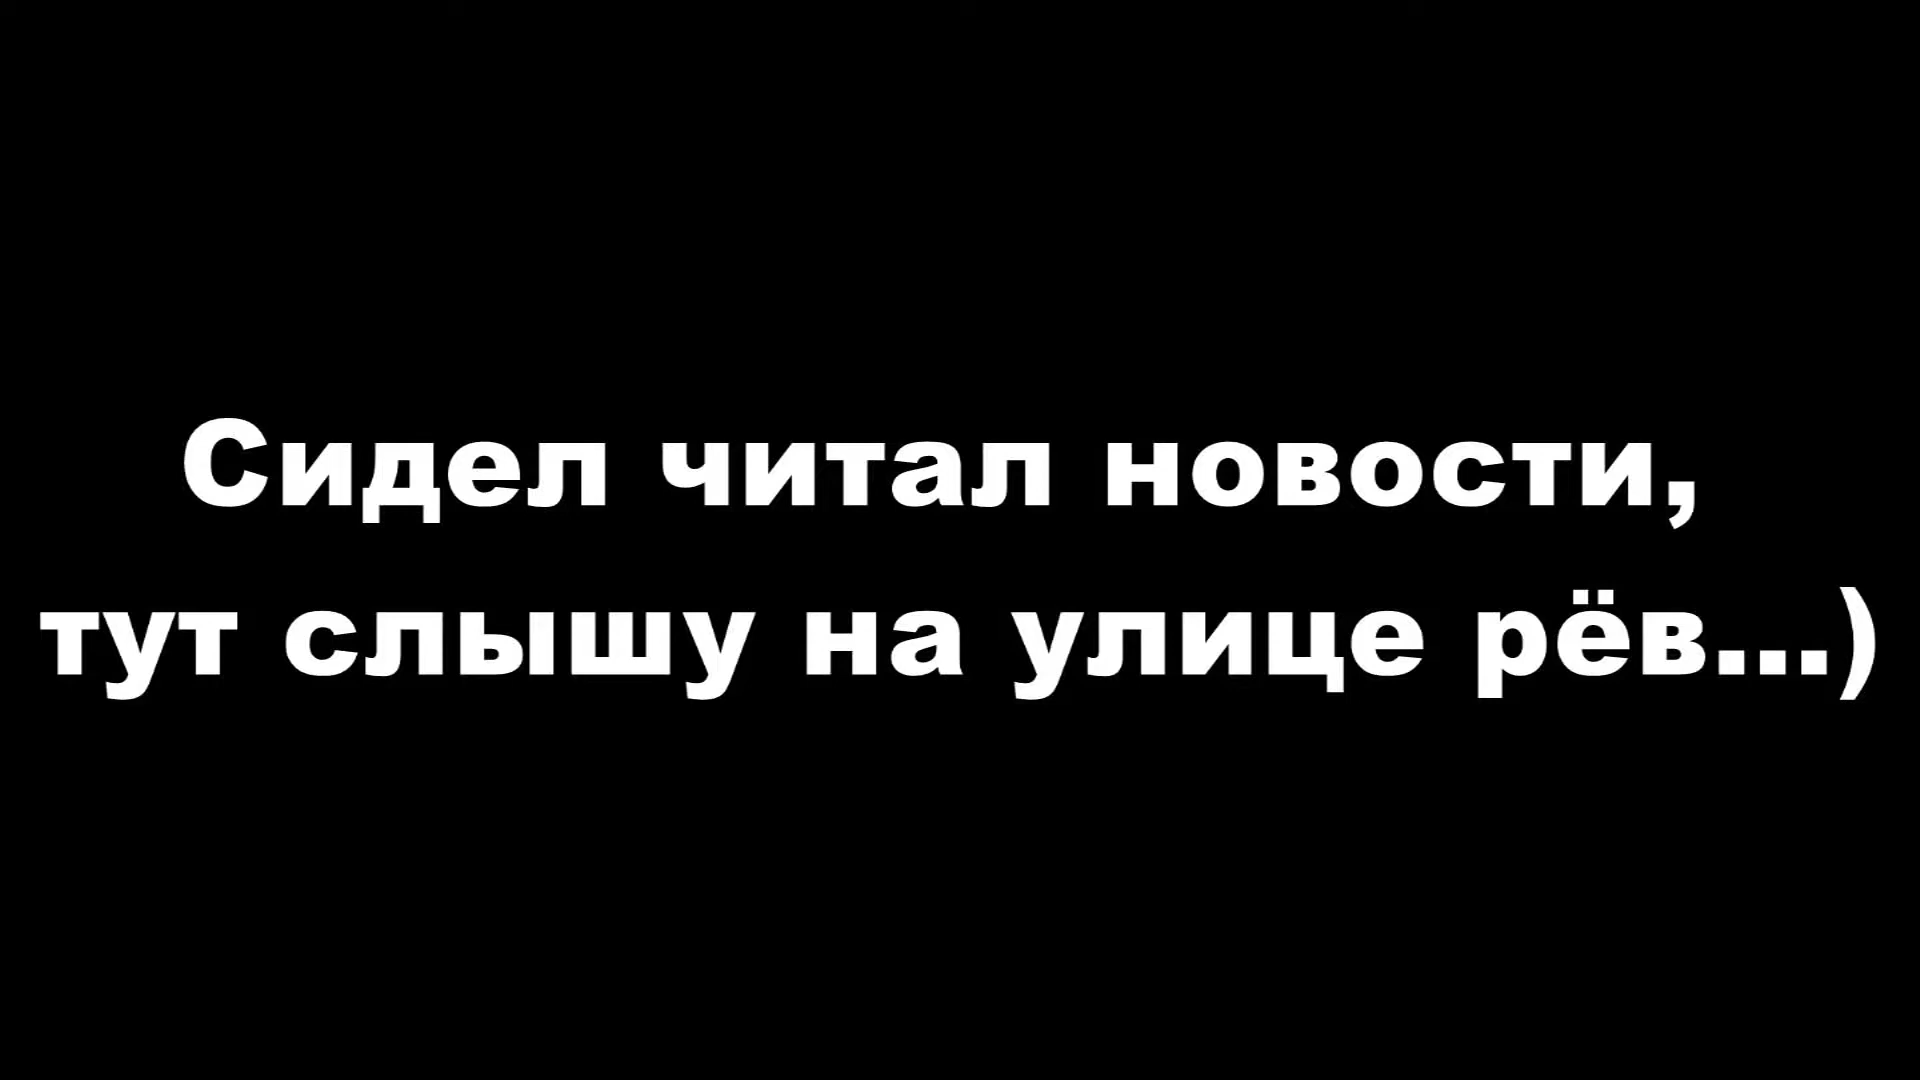 Сидел читал новости,
тут слышу на улице рёв...)